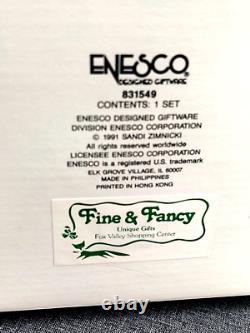 ENESCO®
DESIGNED GIFTWARE
831549
CONTENTS: 1 SET
ENESCO DESIGNED GIFTWARE
DIVISION ENESCO CORPORATION
© 1991 SANDI ZIMNICKI
All rights reserved worldwide
LICENSEE ENESCO CORPORATION
® is a registered U.S. trademark
ELK GROVE VILLAGE, IL 60007
MADE IN PHILIPPINES
PRINTED IN HONG KONG
Fine & Fancy
Unique Gifts
Fox Valley Shopping Center